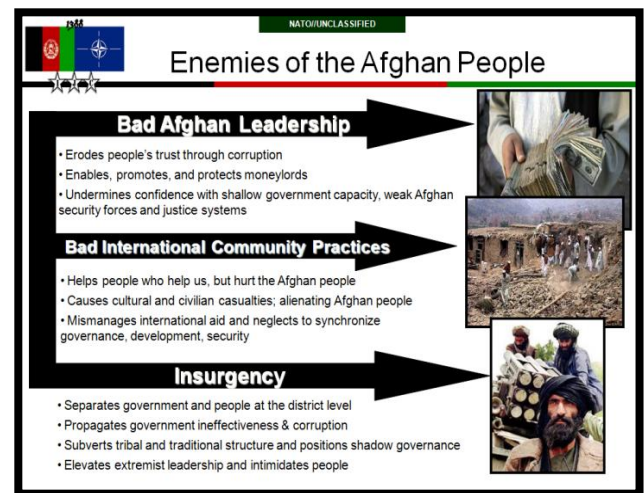 NATO//UNCLASSIFIED
Enemies of the Afghan People
Bad Afghan Leadership
• Erodes people's trust through corruption
• Enables, promotes, and protects moneylords
• Undermines confidence with shallow government capacity, weak Afghan
security forces and justice systems
Bad International Community Practices
• Helps people who help us, but hurt the Afghan people
• Causes cultural and civilian casualties; alienating Afghan people
• Mismanages international aid and neglects to synchronize
governance, development, security
Insurgency
• Separates government and people at the district level
• Propagates government ineffectiveness & corruption
• Subverts tribal and traditional structure and positions shadow governance
• Elevates extremist leadership and intimidates people